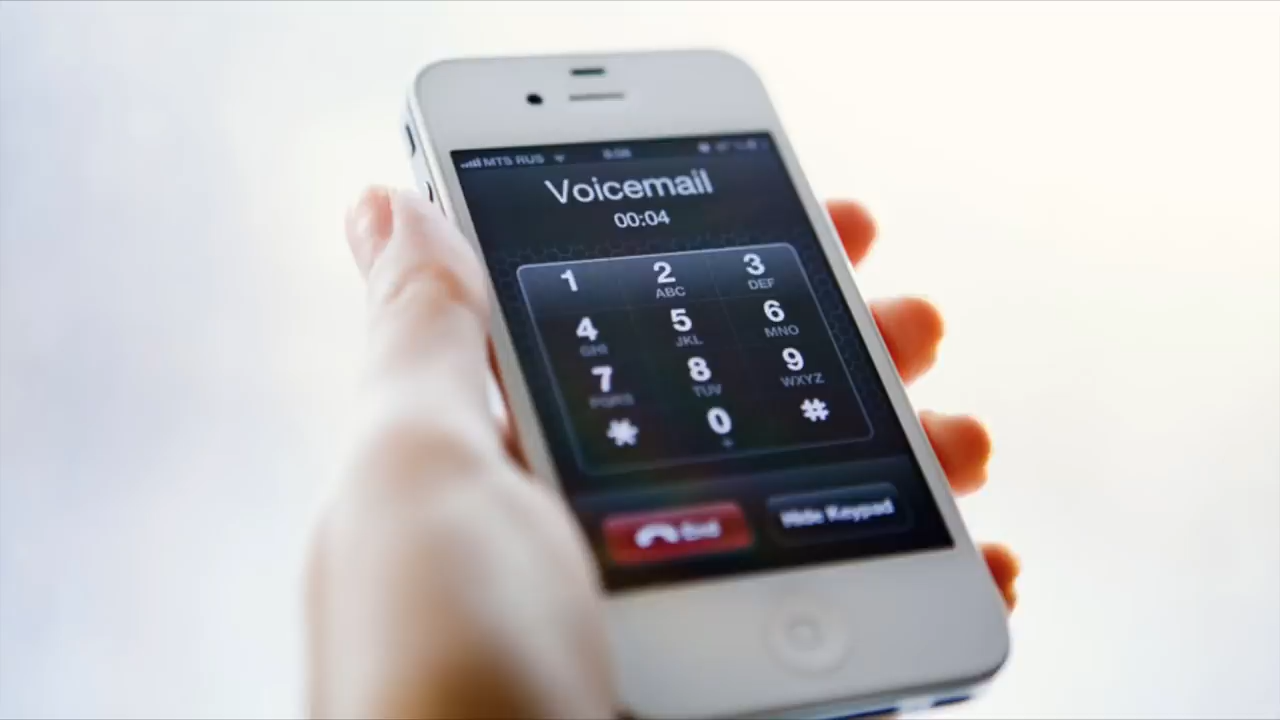 MTS RUS
Voicemail
00:04
1 2 3
ABC DEF
4 5 6
GHI JKL MNO
7 8 9
PQRS TUV WXYZ
* 0 #
+
End Hide Keypad